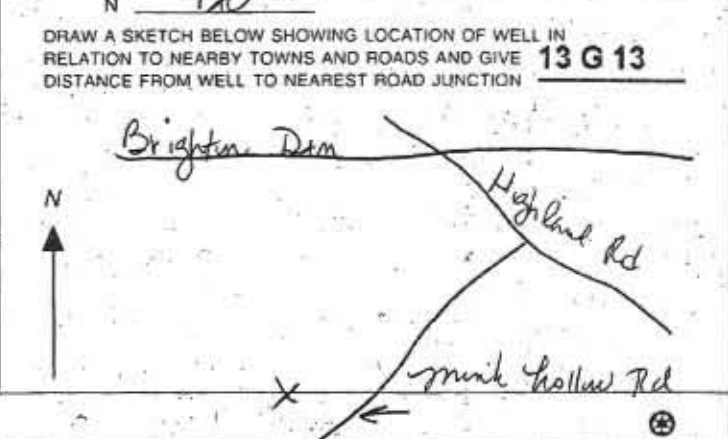 N
DRAW A SKETCH BELOW SHOWING LOCATION OF WELL IN
RELATION TO NEARBY TOWNS AND ROADS AND GIVE 13 G 13
DISTANCE FROM WELL TO NEAREST ROAD JUNCTION
Brighton Dam
N
Highland Rd
X
mink hollow Rd